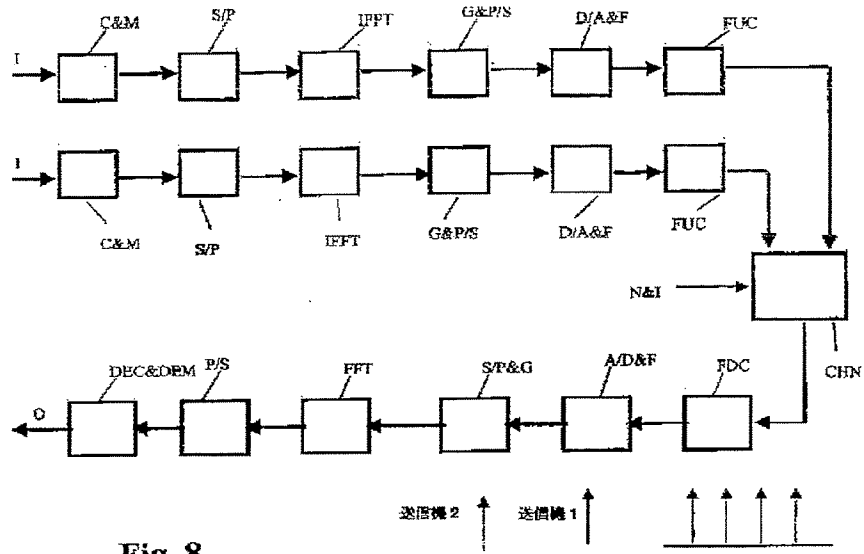 C&M S/P IFFT G&P/S D/A&F FUC
I
I
C&M S/P IFFT G&P/S D/A&F FUC
N&I
CHN
DEC&DEM P/S FFT S/P&G A/D&F FDC
O
送信機2 送信機1
Fig. 8